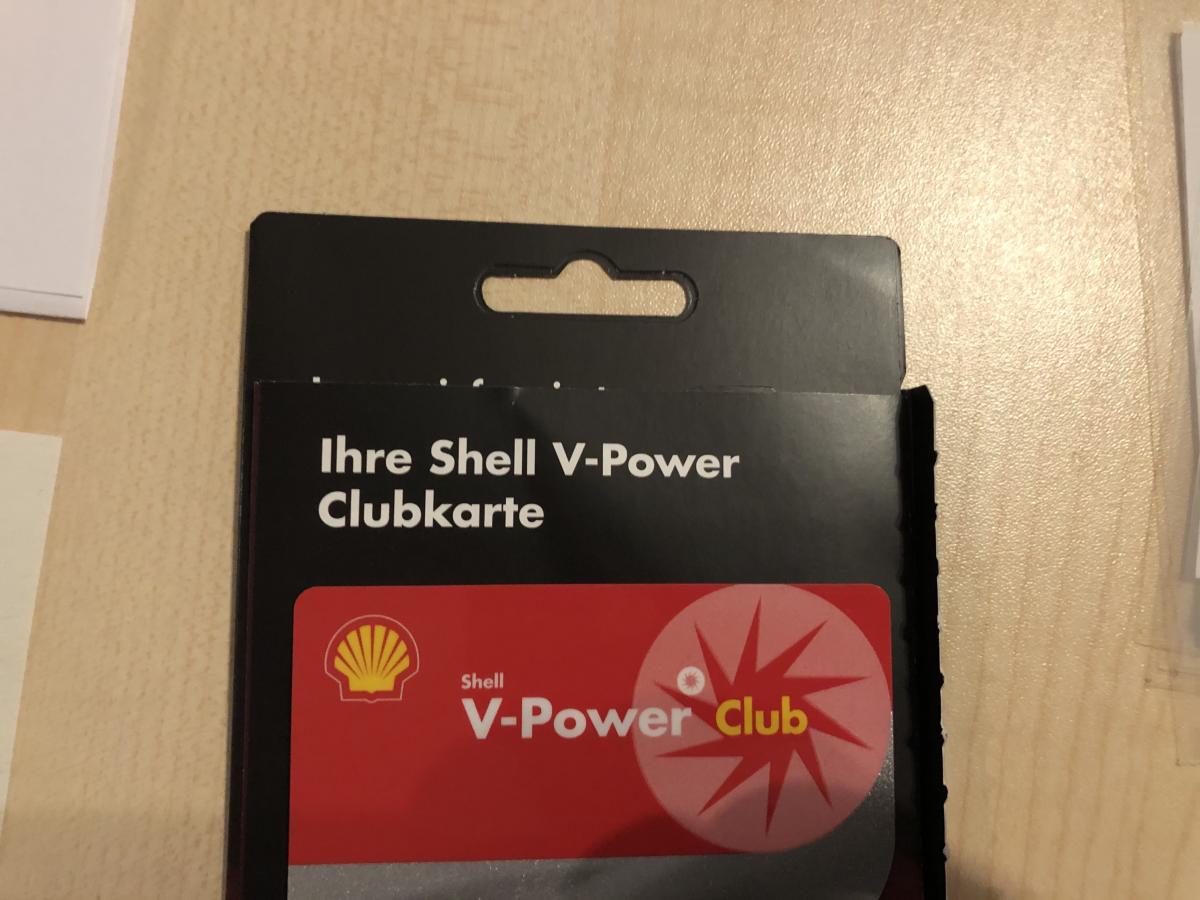 Ihre Shell V-Power
Clubkarte
Shell
V-Power Club